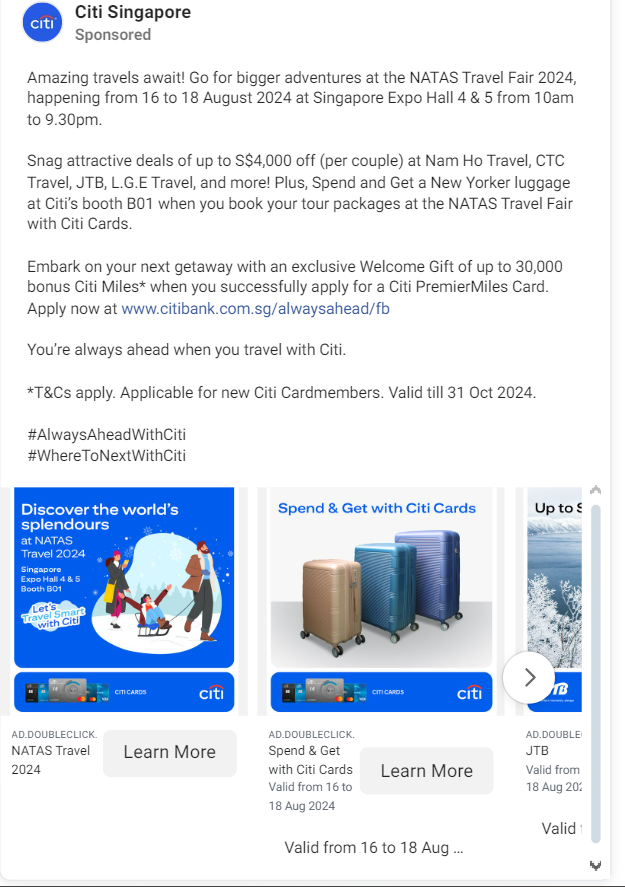 Citi Singapore
Sponsored
Amazing travels await! Go for bigger adventures at the NATAS Travel Fair 2024,
happening from 16 to 18 August 2024 at Singapore Expo Hall 4 & 5 from 10am
to 9.30pm.
Snag attractive deals of up to S$4,000 off (per couple) at Nam Ho Travel, CTC
Travel, JTB, L.G.E Travel, and more! Plus, Spend and Get a New Yorker luggage
at Citi's booth B01 when you book your tour packages at the NATAS Travel Fair
with Citi Cards.
Embark on your next getaway with an exclusive Welcome Gift of up to 30,000
bonus Citi Miles* when you successfully apply for a Citi PremierMiles Card.
Apply now at www.citibank.com.sg/alwaysahead/fb
You're always ahead when you travel with Citi.
*T&Cs apply. Applicable for new Citi Cardmembers. Valid till 31 Oct 2024.
#AlwaysAheadWithCiti
#WhereToNextWithCiti
Discover the world's
splendours
at NATAS
Travel 2024
Singapore
Expo Hall 4 & 5
Booth B01
Let's
Travel Smart
with Citi
CITI CARDS
citi
AD.DOUBLECLICK.
NATAS Travel
2024
Learn More
Spend & Get with Citi Cards
CITI CARDS
citi
AD.DOUBLECLICK.
Spend & Get
with Citi Cards
Valid from 16 to
18 Aug 2024
Learn More
Valid from 16 to 18 Aug ...
Up to
AD.DOUBLE
JTB
Valid from
18 Aug 202
Valid